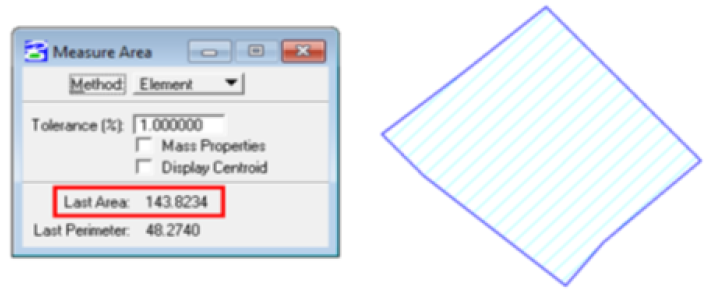 Measure Area
Method: Element
Tolerance (%): 1.000000
Mass Properties
Display Centroid
Last Area: 143.8234
Last Perimeter: 48.2740